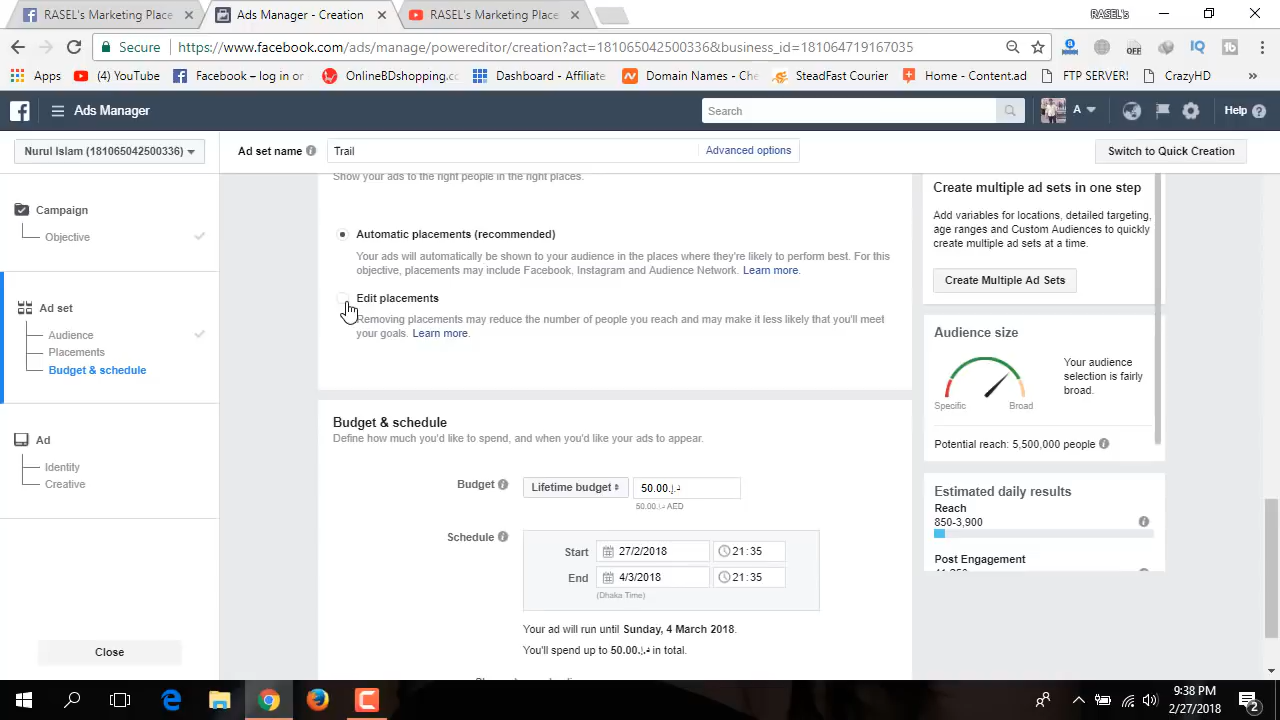 RASEL's Marketing Place
Ads Manager - Creation
RASEL's Marketing Place
RASEL's
Secure
https://www.facebook.com/ads/manage/powereditor/creation?act=181065042500336&business_id=181064719167035
Apps
(4) YouTube
Facebook – log in or
OnlineBDshopping.c
Dashboard - Affiliate
Domain Name - Che
SteadFast Couri
Home - Content.ad
FTP SERVER!
CrazyHD
Ads Manager
Search
A
Help
Nurul Islam (181065042500336)
Ad set name
Trail
Advanced options
Switch to Quick Creation
Campaign
Objective
Ad set
Audience
Placements
Budget & schedule
Ad
Identity
Creative
Close
Show your ads to the right people in the right places.
Automatic placements (recommended)
Your ads will automatically be shown to your audience in the places where they're likely to perform best. For this
objective, placements may include Facebook, Instagram and Audience Network. Learn more.
Edit placements
Removing placements may reduce the number of people you reach and may make it less likely that you'll meet
your goals. Learn more.
Budget & schedule
Define how much you'd like to spend, and when you'd like your ads to appear.
Budget
Lifetime budget
50.00 د.إ.
50.00 د.إ. AED
Schedule
Start
27/2/2018
21:35
End
4/3/2018
21:35
(Dhaka Time)
Your ad will run until Sunday, 4 March 2018.
You'll spend up to 50.00 د.إ. in total.
Create multiple ad sets in one step
Add variables for locations, detailed targeting,
age ranges and Custom Audiences to quickly
create multiple ad sets at a time.
Create Multiple Ad Sets
Audience size
Your audience
selection is fairly
broad.
Specific
Broad
Potential reach: 5,500,000 people
Estimated daily results
Reach
850-3,900
Post Engagement
9:38 PM
2/27/2018
2